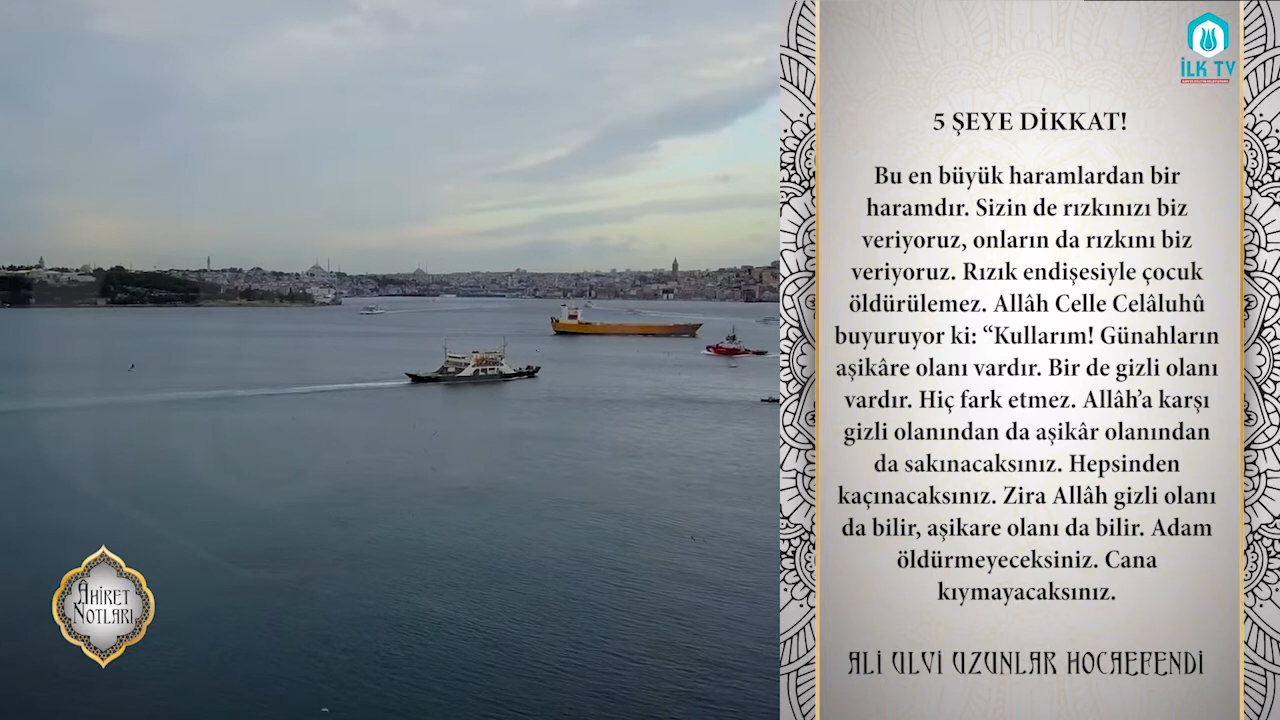 İLK TV
5 ŞEYE DİKKAT!
Bu en büyük haramlardan bir
haramdır. Sizin de rızkınızı biz
veriyoruz, onların da rızkını biz
veriyoruz. Rızık endişesiyle çocuk
öldürülemez. Allâh Celle Celâluhû
buyuruyor ki: “Kullarım! Günahların
aşikâre olanı vardır. Bir de gizli olanı
vardır. Hiç fark etmez. Allâh’a karşı
gizli olanından da aşikâr olanından
da sakınacaksınız. Hepsinden
kaçınacaksınız. Zira Allâh gizli olanı
da bilir, aşikare olanı da bilir. Adam
öldürmeyeceksiniz. Cana
kıymayacaksınız.
ALİ ULVİ UZUNLAR HOCAEFENDİ
AHİRET
NOTLARI